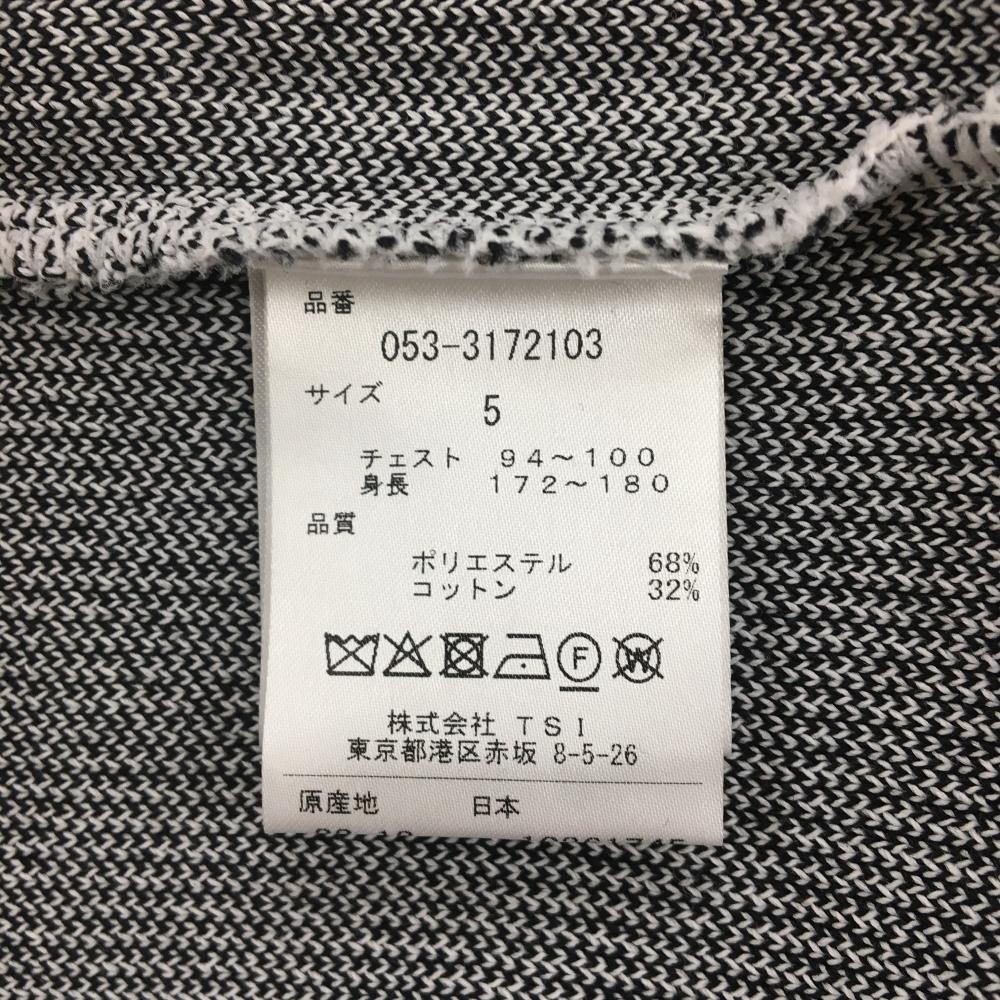 品番
053-3172103
サイズ
5
チェスト 94～100
身長 172～180
品質
ポリエステル 68%
コットン 32%
F W
株式会社 TSI
東京都港区赤坂 8-5-26
原産地 日本